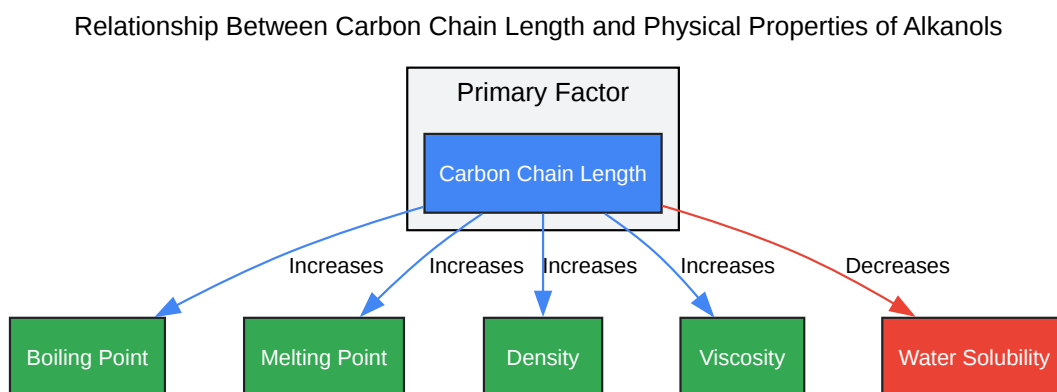 Relationship Between Carbon Chain Length and Physical Properties of Alkanols
Primary Factor
Carbon Chain Length
Increases
Increases
Increases
Increases
Decreases
Boiling Point
Melting Point
Density
Viscosity
Water Solubility